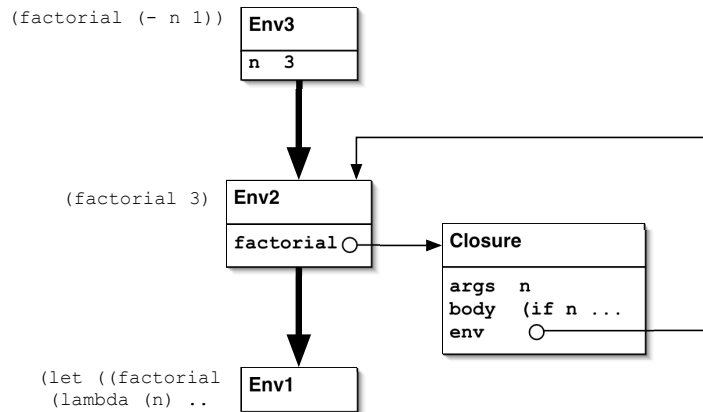 (factorial (- n 1))
Env3
n 3
(factorial 3)
Env2
factorial
Closure
args n
body (if n ...
env
(let ((factorial
(lambda (n) ..
Env1